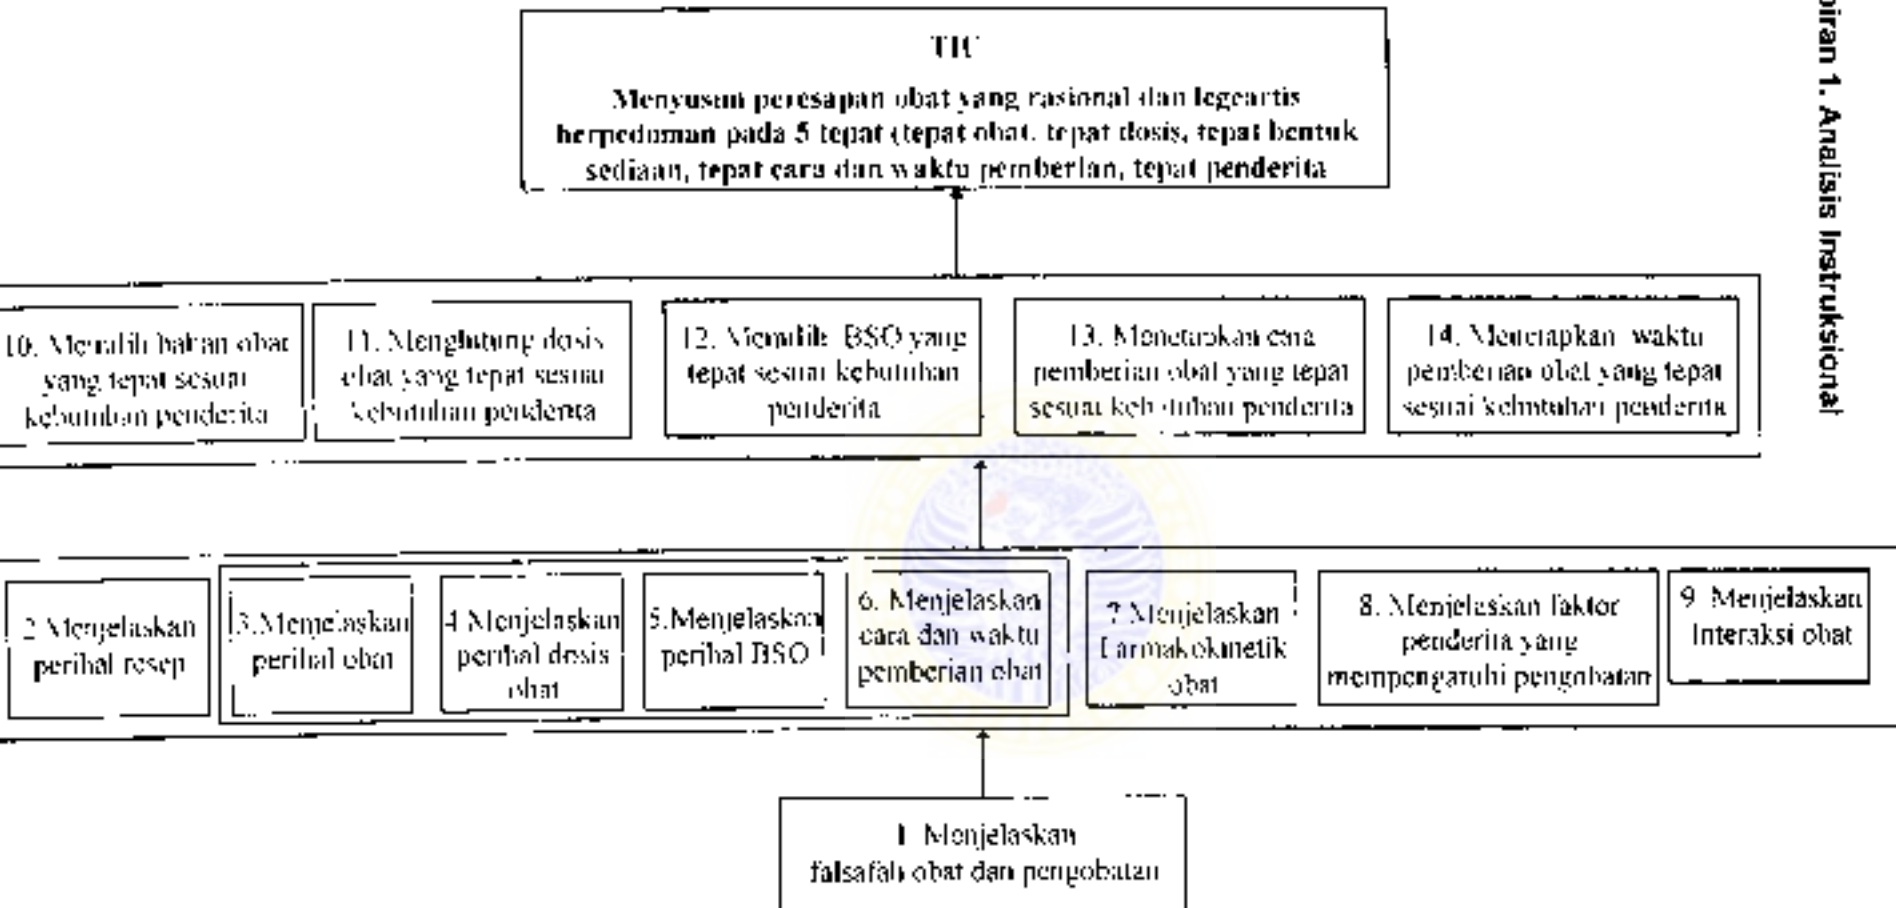 piran 1. Analisis Instruksional
TIU
Menyusun peresapan obat yang rasional dan legeartis
berpedoman pada 5 tepat (tepat obat. tepat dosis, tepat bentuk
sediaan, tepat cara dan waktu pemberian, tepat penderita
10. Memilih bahan obat
yang tepat sesuai
kebutuhan penderita
11. Menghitung dosis
obat yang tepat sesuai
kebutuhan penderita
12. Memilih BSO yang
tepat sesuai kebutuhan
penderita
13. Menetapkan cara
pemberian obat yang tepat
sesuai kebutuhan penderita
14. Menetapkan waktu
pemberian obat yang tepat
sesuai kebutuhan penderita
2 Menjelaskan
perihal resep
3.Menjelaskan
perihal obat
4 Menjelaskan
perihal dosis
obat
5.Menjelaskan
perihal BSO
6. Menjelaskan
cara dan waktu
pemberian obat
7 Menjelaskan
Farmakokinetik
obat
8. Menjelaskan faktor
penderita yang
mempengaruhi pengobatan
9 Menjelaskan
Interaksi obat
1 Menjelaskan
falsafah obat dan pengobatan